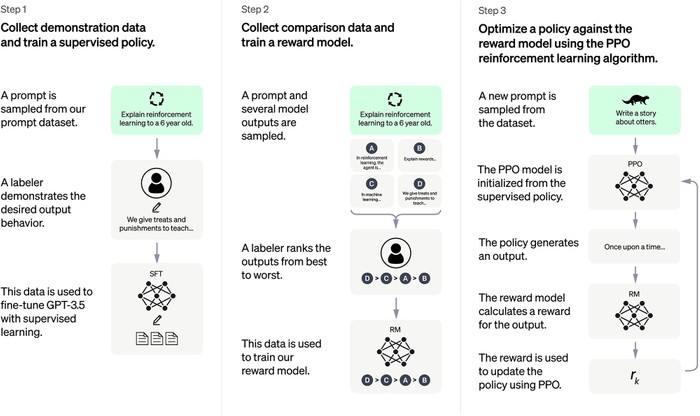 Step 1
Collect demonstration data
and train a supervised policy.
A prompt is
sampled from our
prompt dataset.
Explain reinforcement
learning to a 6 year old.
A labeler
demonstrates the
desired output
behavior.
We give treats and
punishments to teach...
This data is used to
fine-tune GPT-3.5
with supervised
learning.
SFT
Step 2
Collect comparison data and
train a reward model.
A prompt and
several model
outputs are
sampled.
Explain reinforcement
learning to a 6 year old.
A
In reinforcement
learning, the
agent is...
B
Explain rewards...
C
In machine
learning...
D
We give treats and
punishments to
teach...
A labeler ranks the
outputs from best
to worst.
D > C > A > B
This data is used
to train our
reward model.
RM
D > C > A > B
Step 3
Optimize a policy against the
reward model using the PPO
reinforcement learning algorithm.
A new prompt is
sampled from
the dataset.
Write a story
about otters.
The PPO model is
initialized from the
supervised policy.
PPO
The policy generates
an output.
Once upon a time...
The reward model
calculates a reward
for the output.
RM
The reward is used
to update the
policy using PPO.
rk